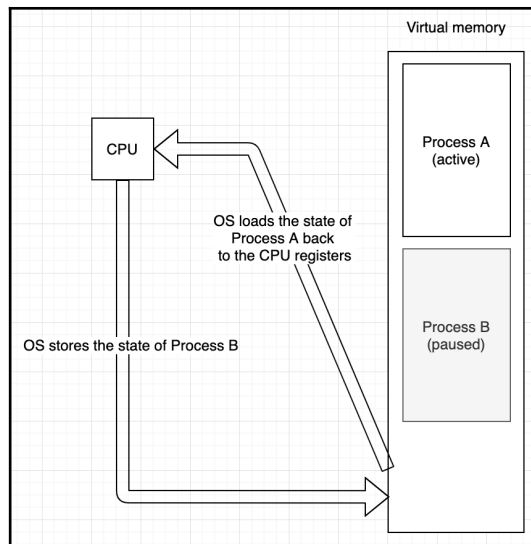 Virtual memory
Process A
(active)
CPU
OS loads the state of
Process A back
to the CPU registers
Process B
(paused)
OS stores the state of Process B